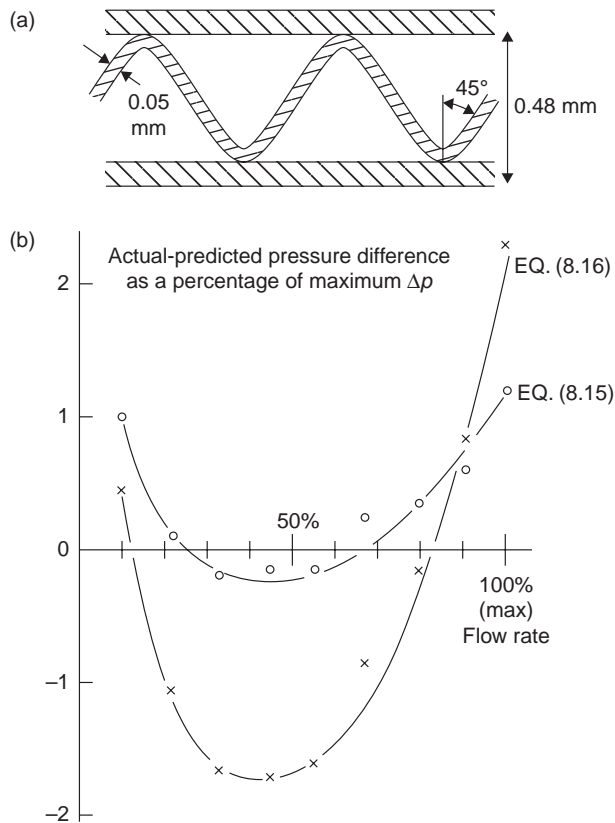 (a)
0.05
mm
45°
0.48 mm
(b)
Actual-predicted pressure difference
as a percentage of maximum Δp
EQ. (8.16)
EQ. (8.15)
2
1
0
–1
–2
50%
100%
(max)
Flow rate